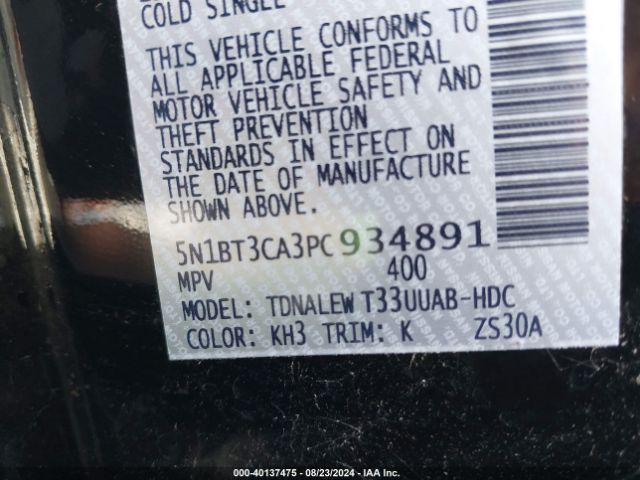 COLD SINGLE
THIS VEHICLE CONFORMS TO
ALL APPLICABLE FEDERAL
MOTOR VEHICLE SAFETY AND
THEFT PREVENTION
STANDARDS IN EFFECT ON
THE DATE OF MANUFACTURE
SHOWN ABOVE.
5N1BT3CA3PC934891
MPV 400
MODEL: TDNALEW T33UUAB-HDC
COLOR: KH3 TRIM: K ZS30A
000-40137475 - 08/23/2024 - IAA Inc.